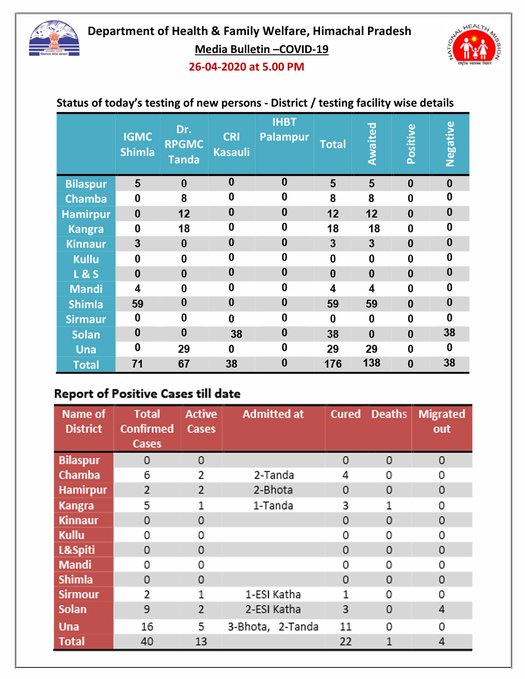 Department of Health & Family Welfare, Himachal Pradesh
Media Bulletin –COVID-19
26-04-2020 at 5.00 PM
NATIONAL HEALTH MISSION
Status of today's testing of new persons - District / testing facility wise details
IGMC Shimla Dr. RPGMC Tanda CRI Kasauli IHBT Palampur Total Awaited Positive Negative
Bilaspur 5 0 0 0 5 5 0 0
Chamba 0 8 0 0 8 8 0 0
Hamirpur 0 12 0 0 12 12 0 0
Kangra 0 18 0 0 18 18 0 0
Kinnaur 3 0 0 0 3 3 0 0
Kullu 0 0 0 0 0 0 0 0
L & S 0 0 0 0 0 0 0 0
Mandi 4 0 0 0 4 4 0 0
Shimla 59 0 0 0 59 59 0 0
Sirmaur 0 0 0 0 0 0 0 0
Solan 0 0 38 0 38 0 0 38
Una 0 29 0 0 29 29 0 0
Total 71 67 38 0 176 138 0 38
Report of Positive Cases till date
Name of District Total Confirmed Cases Active Cases Admitted at Cured Deaths Migrated out
Bilaspur 0 0 0 0 0
Chamba 6 2 2-Tanda 4 0 0
Hamirpur 2 2 2-Bhota 0 0 0
Kangra 5 1 1-Tanda 3 1 0
Kinnaur 0 0 0 0 0
Kullu 0 0 0 0 0
L&Spiti 0 0 0 0 0
Mandi 0 0 0 0 0
Shimla 0 0 0 0 0
Sirmour 2 1 1-ESI Katha 1 0 0
Solan 9 2 2-ESI Katha 3 0 4
Una 16 5 3-Bhota, 2-Tanda 11 0 0
Total 40 13 22 1 4